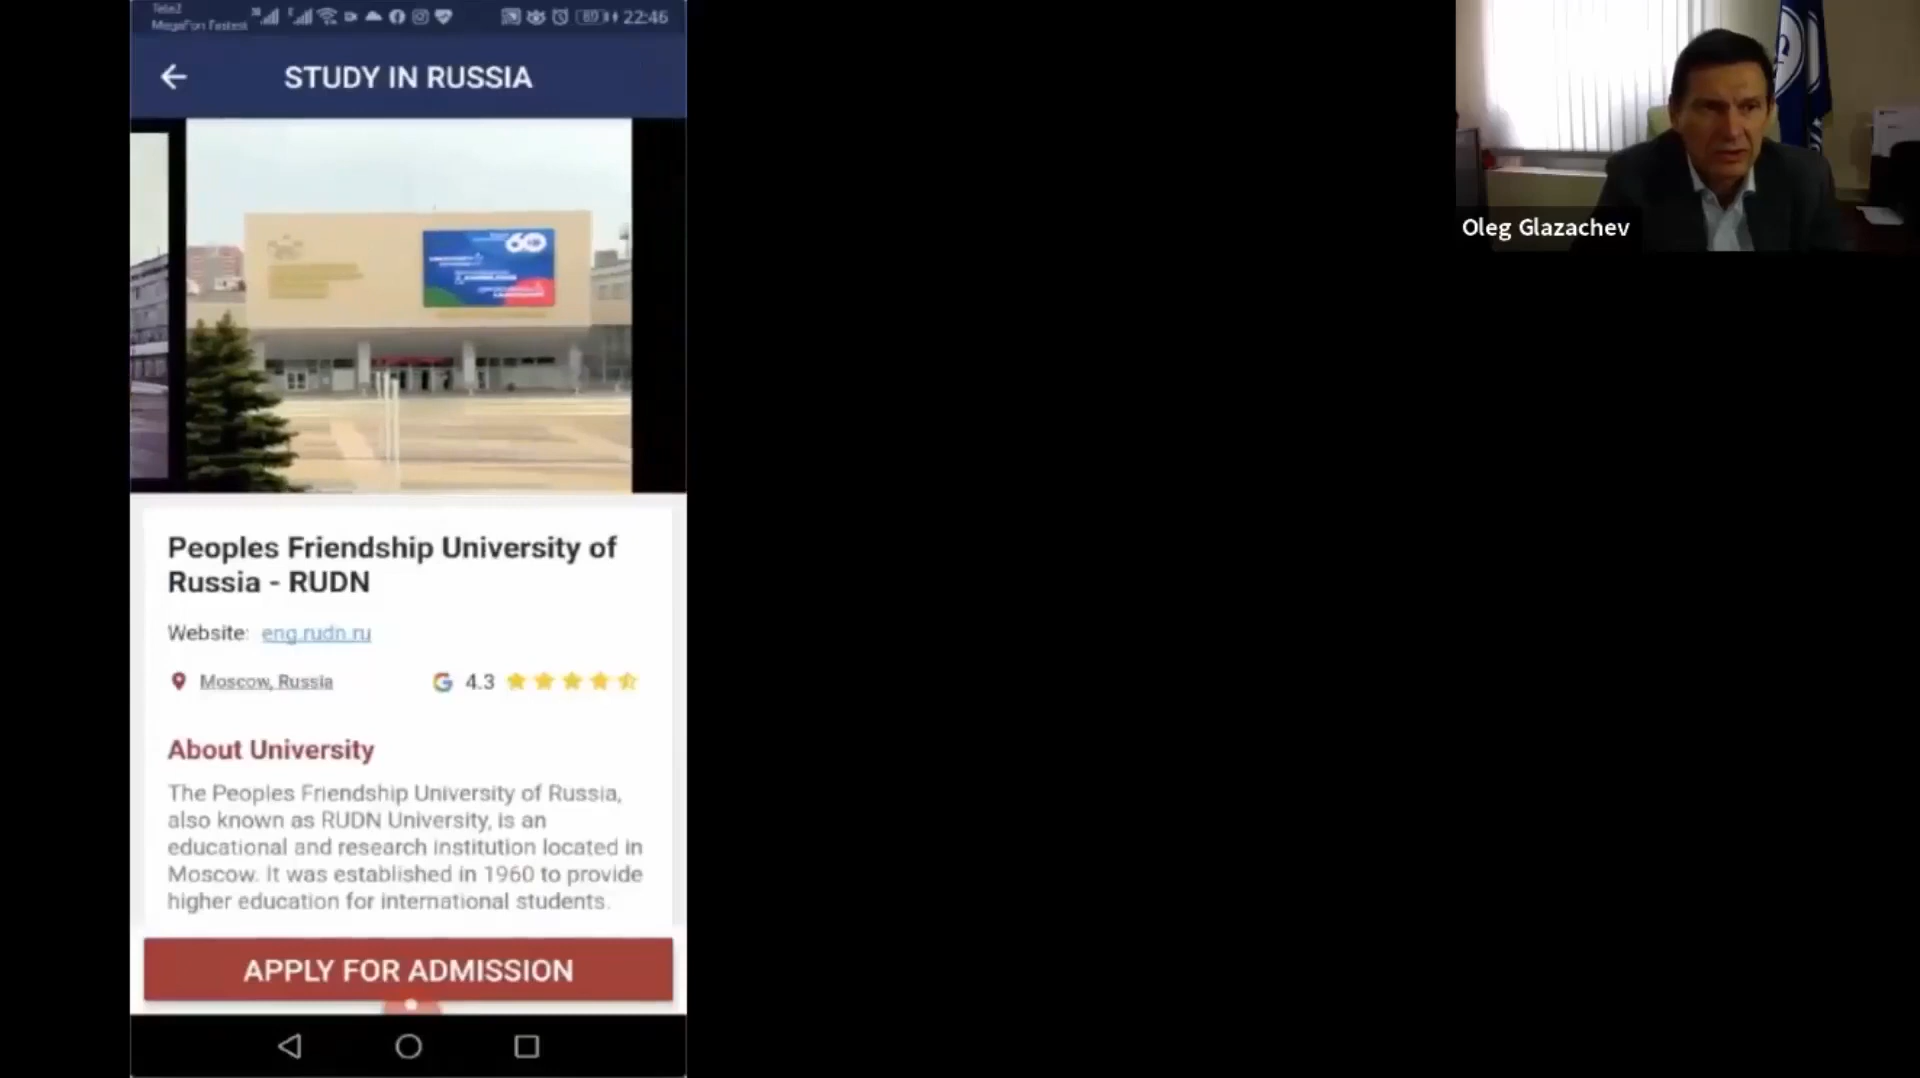 Tele2
MegaFon Fastest
22:46
STUDY IN RUSSIA
60
Peoples Friendship University of
Russia - RUDN
Website: eng.rudn.ru
Moscow, Russia
G 4.3
About University
The Peoples Friendship University of Russia,
also known as RUDN University, is an
educational and research institution located in
Moscow. It was established in 1960 to provide
higher education for international students.
APPLY FOR ADMISSION
Oleg Glazachev